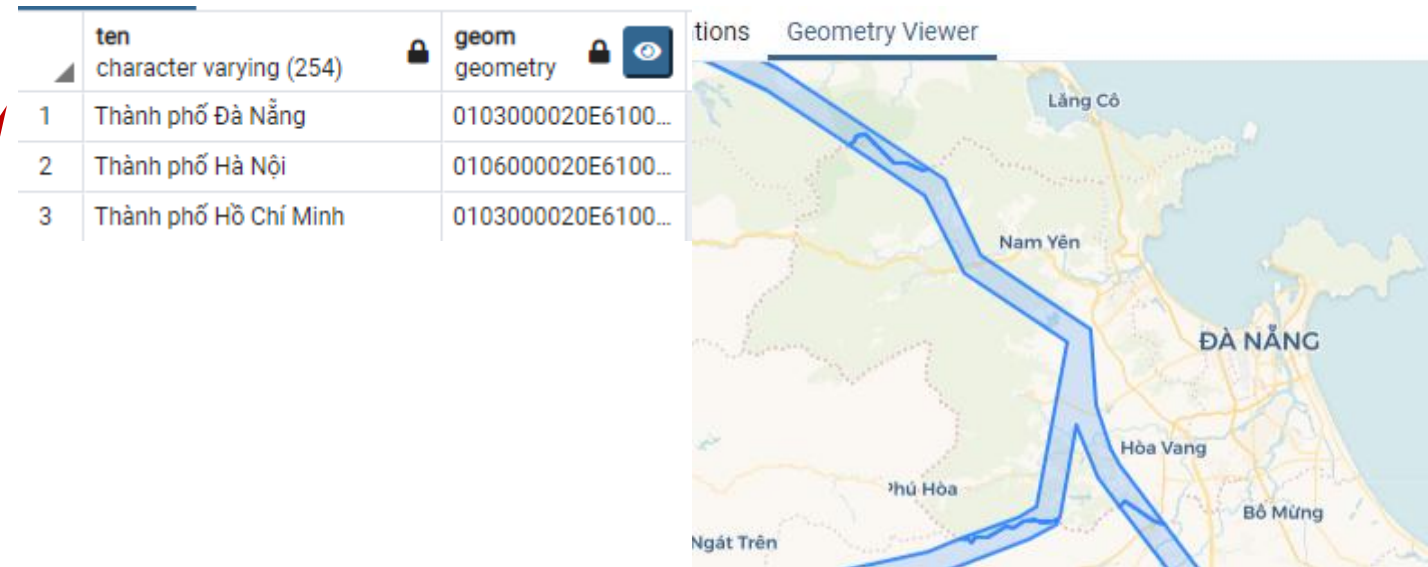 ten
character varying (254)
geom
geometry
1 Thành phố Đà Nẵng 0103000020E6100...
2 Thành phố Hà Nội 0106000020E6100...
3 Thành phố Hồ Chí Minh 0103000020E6100...
tions Geometry Viewer
Lăng Cô
Nam Yên
ĐÀ NẴNG
Hòa Vang
Phú Hòa
Bồ Mừng
Ngát Trên